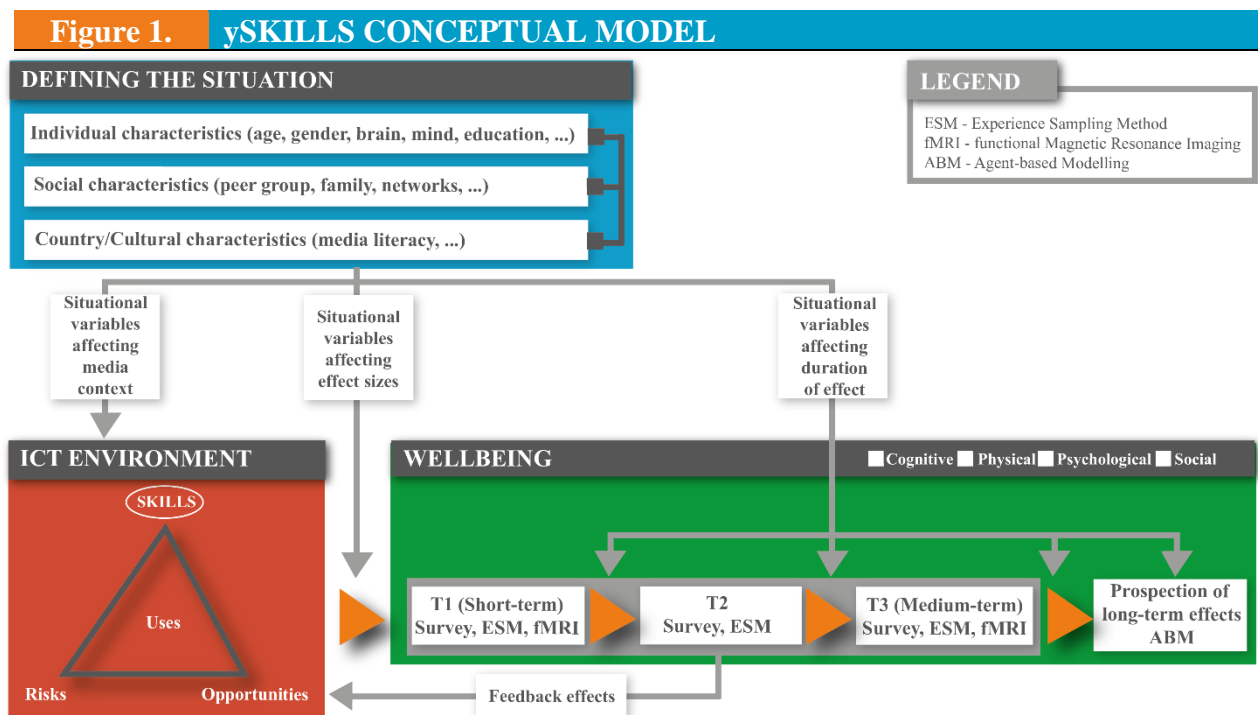 Figure 1. ySKILLS CONCEPTUAL MODEL
DEFINING THE SITUATION
Individual characteristics (age, gender, brain, mind, education, ...)
Social characteristics (peer group, family, networks, ...)
Country/Cultural characteristics (media literacy, ...)
LEGEND
ESM - Experience Sampling Method
fMRI - functional Magnetic Resonance Imaging
ABM - Agent-based Modelling
Situational
variables
affecting
media
context
Situational
variables
affecting
effect sizes
Situational
variables
affecting
duration
of effect
ICT ENVIRONMENT
SKILLS
Uses
Risks
Opportunities
WELLBEING
Cognitive Physical Psychological Social
T1 (Short-term)
Survey, ESM, fMRI
T2
Survey, ESM
T3 (Medium-term)
Survey, ESM, fMRI
Prospection of
long-term effects
ABM
Feedback effects